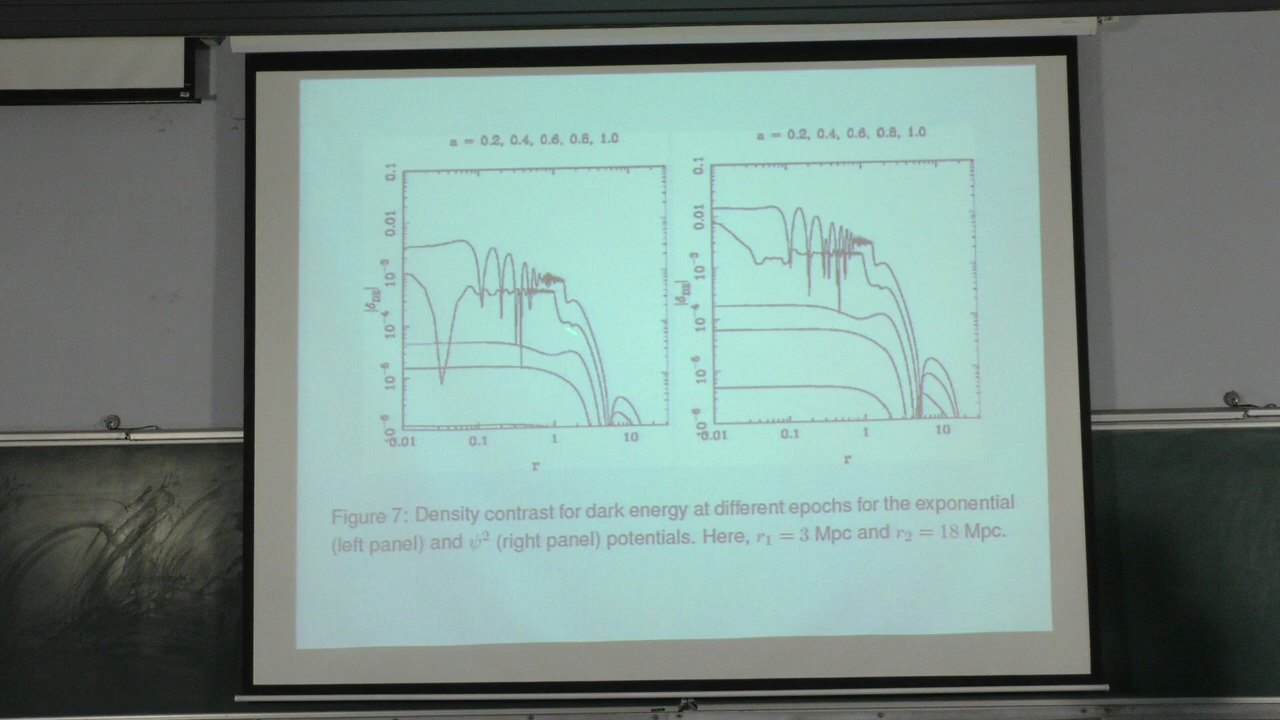 a = 0.2, 0.4, 0.6, 0.8, 1.0
a = 0.2, 0.4, 0.6, 0.8, 1.0
0.1
0.01
10⁻³
10⁻⁴
10⁻⁵
10⁻⁶
|δ_DE|
0.01 0.1 1 10
r
0.1
0.01
10⁻³
10⁻⁴
10⁻⁵
10⁻⁶
|δ_DE|
0.01 0.1 1 10
r
Figure 7: Density contrast for dark energy at different epochs for the exponential
(left panel) and ψ² (right panel) potentials. Here, r₁ = 3 Mpc and r₂ = 18 Mpc.